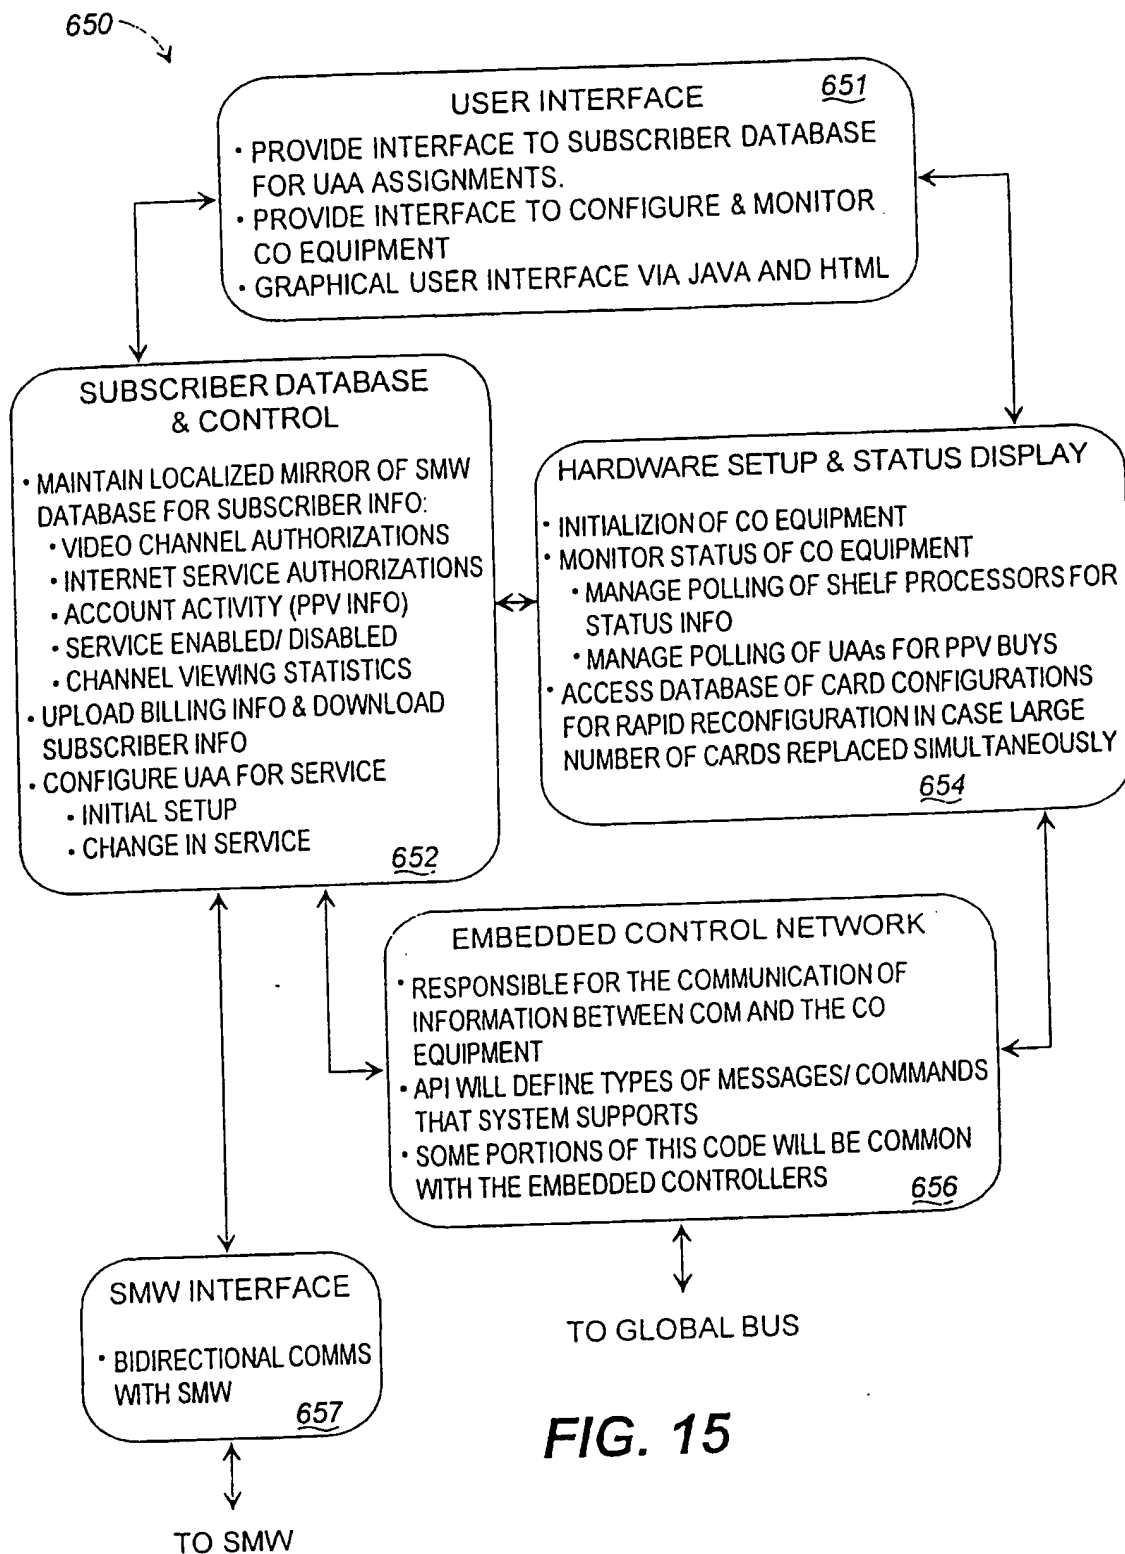 650
USER INTERFACE
651
• PROVIDE INTERFACE TO SUBSCRIBER DATABASE
FOR UAA ASSIGNMENTS.
• PROVIDE INTERFACE TO CONFIGURE & MONITOR
CO EQUIPMENT
• GRAPHICAL USER INTERFACE VIA JAVA AND HTML
SUBSCRIBER DATABASE
& CONTROL
• MAINTAIN LOCALIZED MIRROR OF SMW
DATABASE FOR SUBSCRIBER INFO:
• VIDEO CHANNEL AUTHORIZATIONS
• INTERNET SERVICE AUTHORIZATIONS
• ACCOUNT ACTIVITY (PPV INFO)
• SERVICE ENABLED/ DISABLED
• CHANNEL VIEWING STATISTICS
• UPLOAD BILLING INFO & DOWNLOAD
SUBSCRIBER INFO
• CONFIGURE UAA FOR SERVICE
• INITIAL SETUP
• CHANGE IN SERVICE
652
HARDWARE SETUP & STATUS DISPLAY
• INITIALIZION OF CO EQUIPMENT
• MONITOR STATUS OF CO EQUIPMENT
• MANAGE POLLING OF SHELF PROCESSORS FOR
STATUS INFO
• MANAGE POLLING OF UAAs FOR PPV BUYS
• ACCESS DATABASE OF CARD CONFIGURATIONS
FOR RAPID RECONFIGURATION IN CASE LARGE
NUMBER OF CARDS REPLACED SIMULTANEOUSLY
654
EMBEDDED CONTROL NETWORK
• RESPONSIBLE FOR THE COMMUNICATION OF
INFORMATION BETWEEN COM AND THE CO
EQUIPMENT
• API WILL DEFINE TYPES OF MESSAGES/ COMMANDS
THAT SYSTEM SUPPORTS
• SOME PORTIONS OF THIS CODE WILL BE COMMON
WITH THE EMBEDDED CONTROLLERS
656
SMW INTERFACE
• BIDIRECTIONAL COMMS
WITH SMW
657
TO GLOBAL BUS
TO SMW
FIG. 15